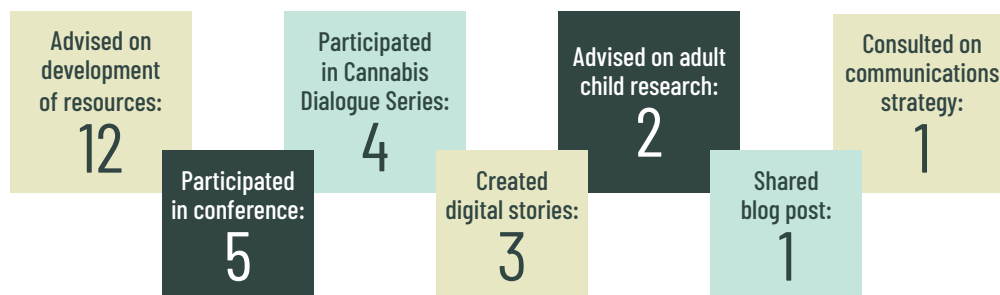 Advised on
development
of resources:
12
Participated
in conference:
5
Participated
in Cannabis
Dialogue Series:
4
Created
digital stories:
3
Advised on adult
child research:
2
Shared
blog post:
1
Consulted on
communications
strategy:
1